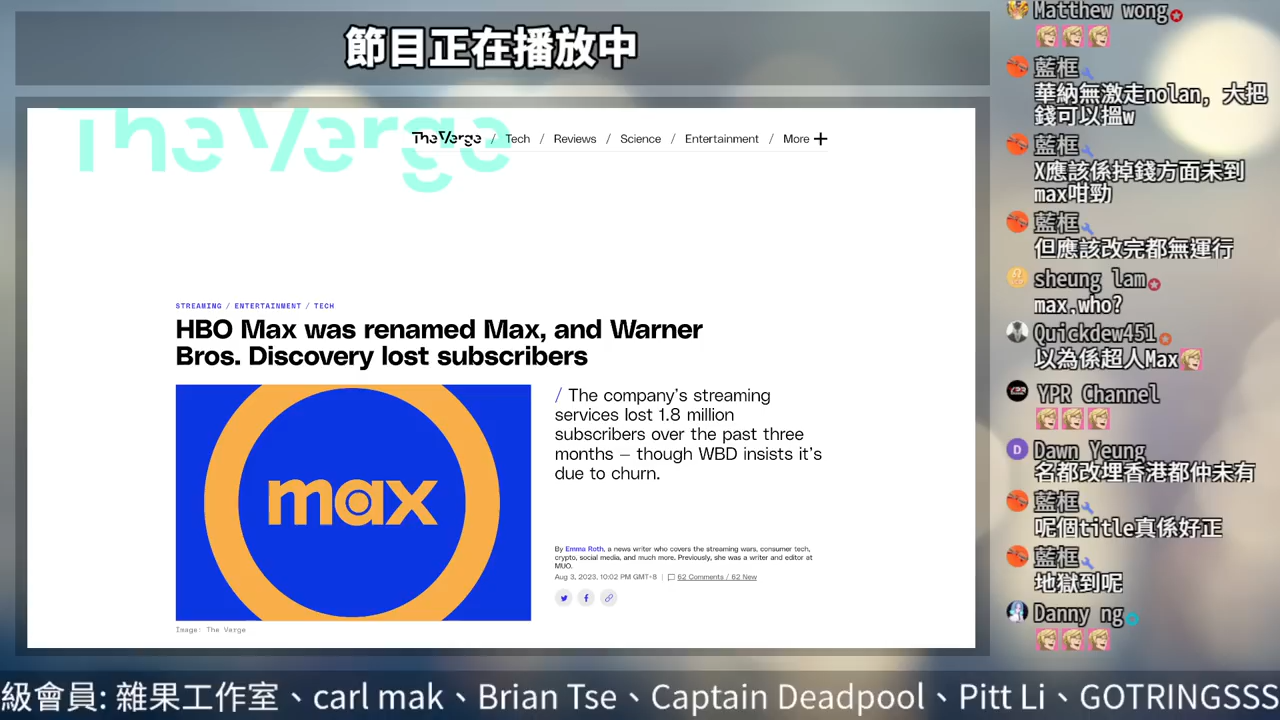 節目正在播放中
The Verge
The Verge / Tech / Reviews / Science / Entertainment / More +
STREAMING / ENTERTAINMENT / TECH
HBO Max was renamed Max, and Warner
Bros. Discovery lost subscribers
max
/ The company's streaming
services lost 1.8 million
subscribers over the past three
months — though WBD insists it's
due to churn.
By Emma Roth, a news writer who covers the streaming wars, consumer tech,
crypto, social media, and much more. Previously, she was a writer and editor at
MUO.
Aug 3, 2023, 10:02 PM GMT+8 | 62 Comments / 62 New
Image: The Verge
Matthew wong
藍框
華納無激走nolan, 大把
錢可以搵w
藍框
X應該係掉錢方面未到
max咁勁
藍框
但應該改完都無運行
sheung lam
max.who?
Quickdew451
以為係超人Max
YPR Channel
Dawn Yeung
名都改埋香港都仲未有
藍框
呢個title真係好正
藍框
地獄到呢
Danny ng
級會員: 雜果工作室、carl mak、Brian Tse、Captain Deadpool、Pitt Li、GOTRINGSSS